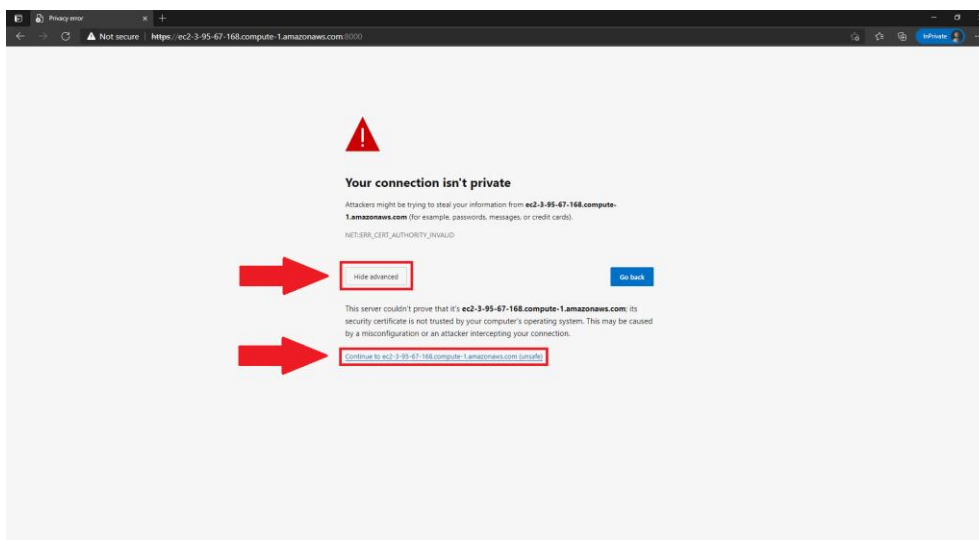 Privacy error
Not secure | https://ec2-3-95-67-168.compute-1.amazonaws.com:8000
InPrivate
Your connection isn't private
Attackers might be trying to steal your information from ec2-3-95-67-168.compute-
1.amazonaws.com (for example, passwords, messages, or credit cards).
NET::ERR_CERT_AUTHORITY_INVALID
Hide advanced
Go back
This server couldn't prove that it's ec2-3-95-67-168.compute-1.amazonaws.com; its
security certificate is not trusted by your computer's operating system. This may be caused
by a misconfiguration or an attacker intercepting your connection.
Continue to ec2-3-95-67-168.compute-1.amazonaws.com (unsafe)